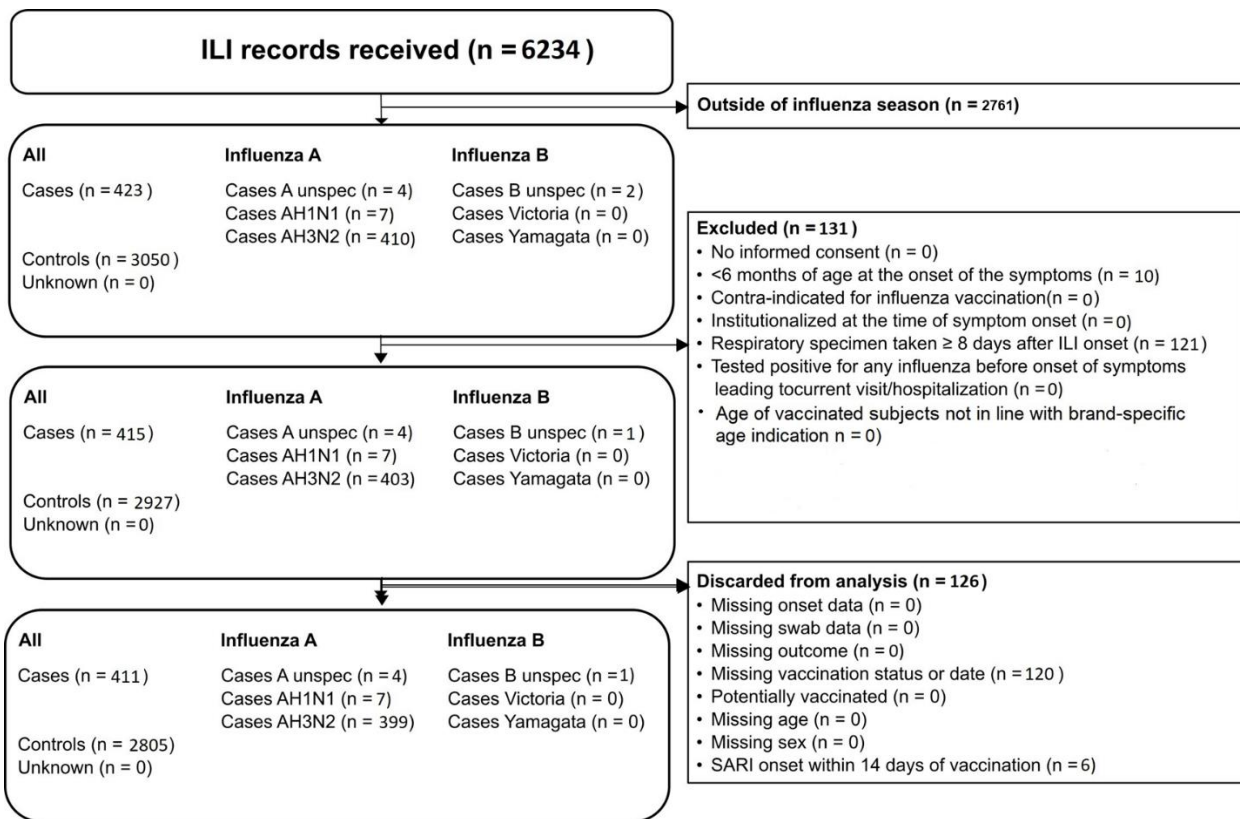 ILI records received (n = 6234)
Outside of influenza season (n = 2761)
All Influenza A Influenza B
Cases (n = 423) Cases A unspec (n = 4) Cases B unspec (n = 2)
Cases AH1N1 (n = 7) Cases Victoria (n = 0)
Cases AH3N2 (n = 410) Cases Yamagata (n = 0)
Controls (n = 3050)
Unknown (n = 0)
Excluded (n = 131)
• No informed consent (n = 0)
• <6 months of age at the onset of the symptoms (n = 10)
• Contra-indicated for influenza vaccination(n = 0)
• Institutionalized at the time of symptom onset (n = 0)
• Respiratory specimen taken ≥ 8 days after ILI onset (n = 121)
• Tested positive for any influenza before onset of symptoms
leading tocurrent visit/hospitalization (n = 0)
• Age of vaccinated subjects not in line with brand-specific
age indication n = 0)
All Influenza A Influenza B
Cases (n = 415) Cases A unspec (n = 4) Cases B unspec (n = 1)
Cases AH1N1 (n = 7) Cases Victoria (n = 0)
Cases AH3N2 (n = 403) Cases Yamagata (n = 0)
Controls (n = 2927)
Unknown (n = 0)
Discarded from analysis (n = 126)
• Missing onset data (n = 0)
• Missing swab data (n = 0)
• Missing outcome (n = 0)
• Missing vaccination status or date (n = 120)
• Potentially vaccinated (n = 0)
• Missing age (n = 0)
• Missing sex (n = 0)
• SARI onset within 14 days of vaccination (n = 6)
All Influenza A Influenza B
Cases (n = 411) Cases A unspec (n = 4) Cases B unspec (n = 1)
Cases AH1N1 (n = 7) Cases Victoria (n = 0)
Cases AH3N2 (n = 399) Cases Yamagata (n = 0)
Controls (n = 2805)
Unknown (n = 0)